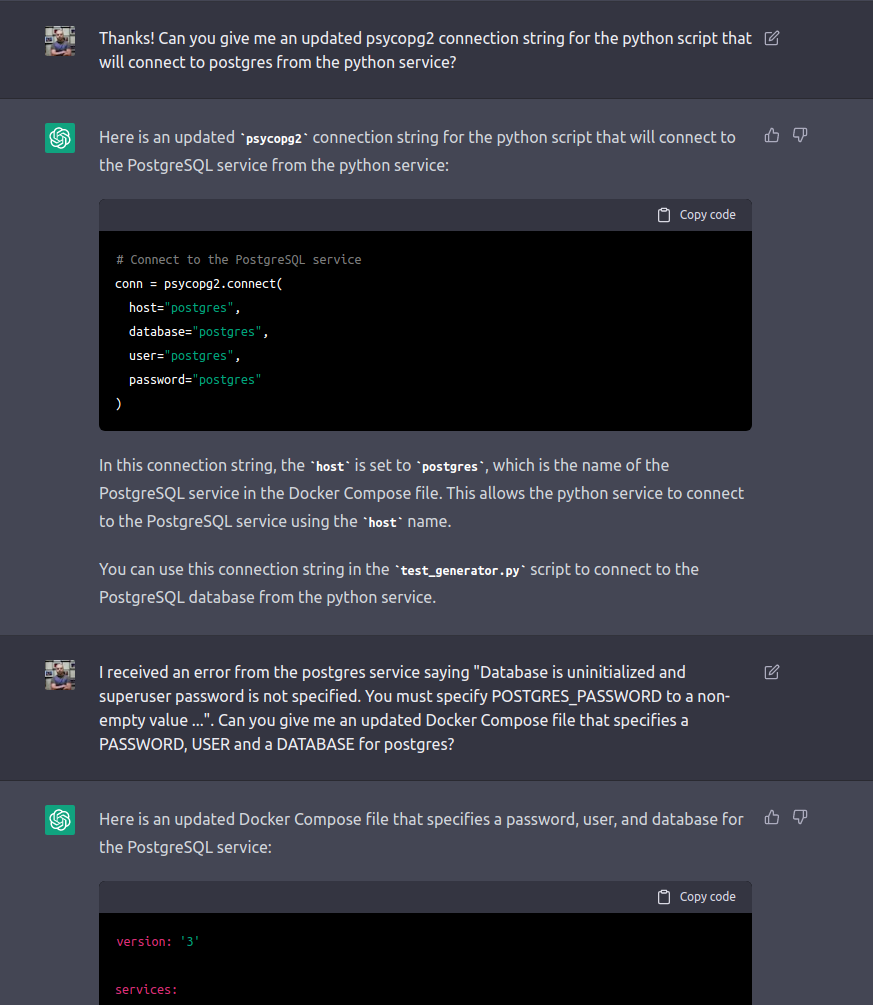 Thanks! Can you give me an updated psycopg2 connection string for the python script that
will connect to postgres from the python service?
Here is an updated `psycopg2` connection string for the python script that will connect to
the PostgreSQL service from the python service:
Copy code
# Connect to the PostgreSQL service
conn = psycopg2.connect(
  host="postgres",
  database="postgres",
  user="postgres",
  password="postgres"
)
In this connection string, the `host` is set to `postgres`, which is the name of the
PostgreSQL service in the Docker Compose file. This allows the python service to connect
to the PostgreSQL service using the `host` name.
You can use this connection string in the `test_generator.py` script to connect to the
PostgreSQL database from the python service.
I received an error from the postgres service saying "Database is uninitialized and
superuser password is not specified. You must specify POSTGRES_PASSWORD to a non-
empty value ...". Can you give me an updated Docker Compose file that specifies a
PASSWORD, USER and a DATABASE for postgres?
Here is an updated Docker Compose file that specifies a password, user, and database for
the PostgreSQL service:
Copy code
version: '3'
services: